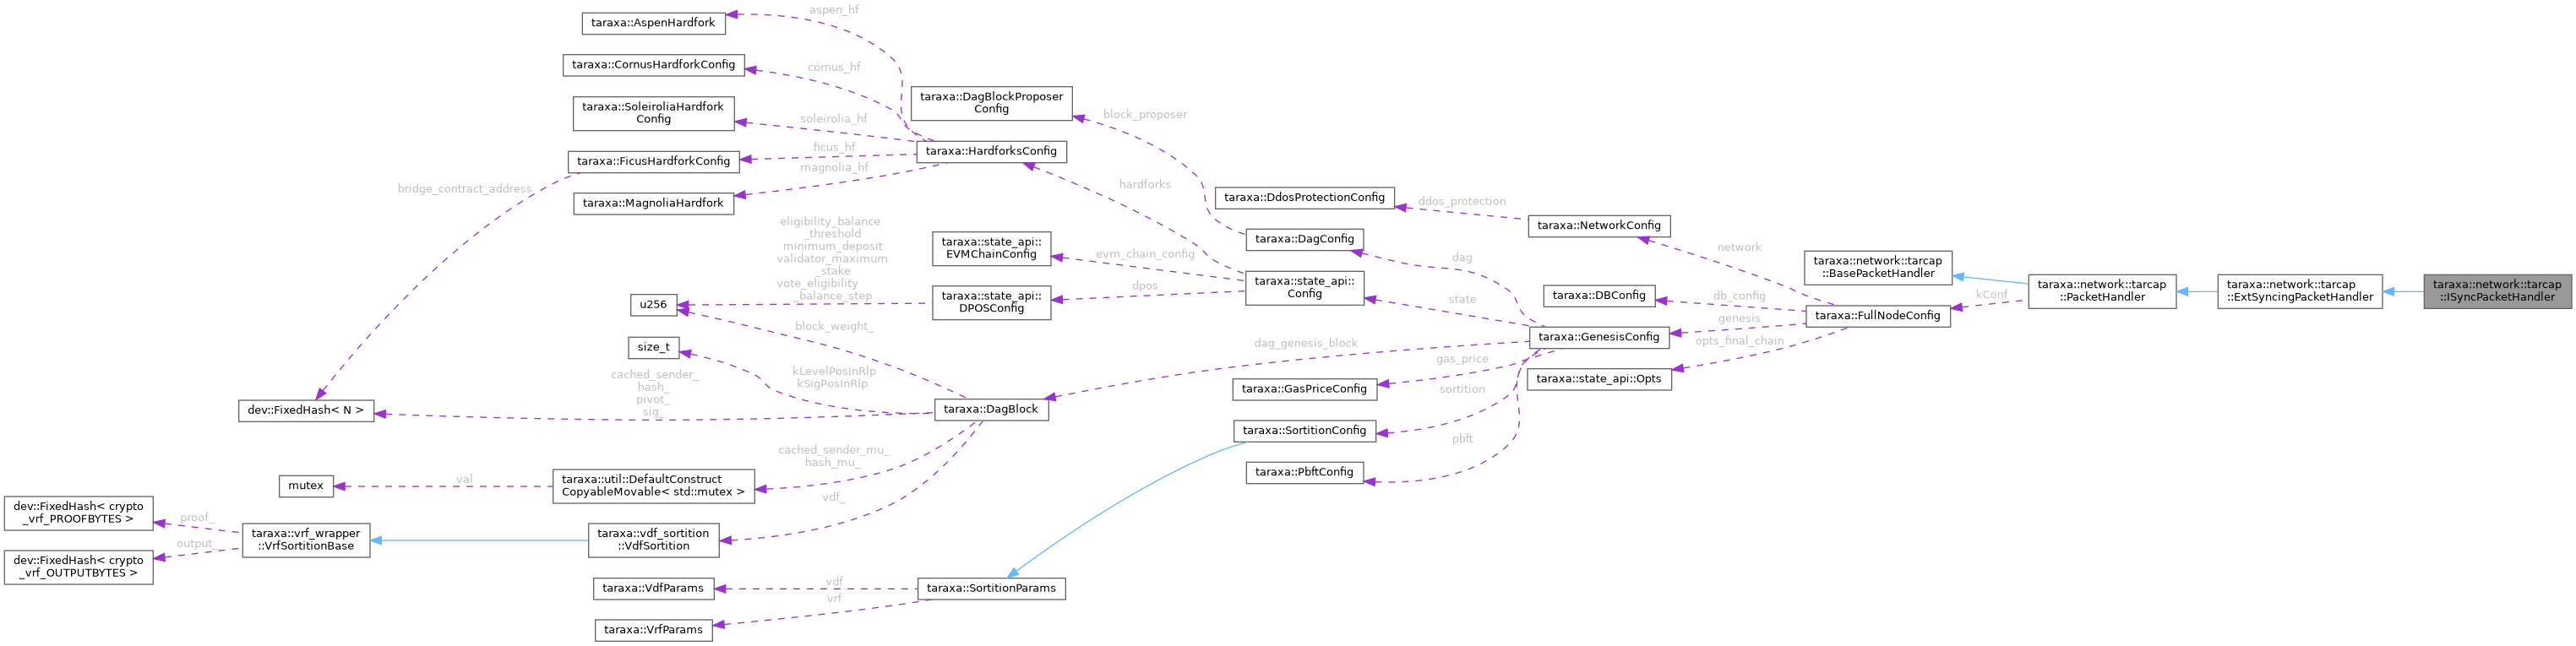 taraxa::AspenHardfork
aspen_hf
taraxa::CornusHardforkConfig
cornus_hf
taraxa::SoleiroliaHardfork
Config
soleirolia_hf
taraxa::DagBlockProposer
Config
block_proposer
taraxa::FicusHardforkConfig
ficus_hf
taraxa::HardforksConfig
magnolia_hf
bridge_contract_address
taraxa::MagnoliaHardfork
hardforks
taraxa::DdosProtectionConfig
ddos_protection
taraxa::NetworkConfig
eligibility_balance
_threshold
minimum_deposit
validator_maximum
_stake
vote_eligibility
_balance_step
taraxa::state_api::
EVMChainConfig
evm_chain_config
taraxa::DagConfig
dag
network
taraxa::network::tarcap
::BasePacketHandler
u256
taraxa::state_api::
DPOSConfig
dpos
taraxa::state_api::
Config
state
taraxa::DBConfig
db_config
taraxa::FullNodeConfig
kConf
taraxa::network::tarcap
::PacketHandler
taraxa::network::tarcap
::ExtSyncingPacketHandler
taraxa::network::tarcap
::ISyncPacketHandler
genesis
block_weight_
size_t
kLevelPosInRlp
kSigPosInRlp
dag_genesis_block
taraxa::GenesisConfig
opts_final_chain
gas_price
taraxa::GasPriceConfig
sortition
taraxa::state_api::Opts
dev::FixedHash< N >
cached_sender_
hash_
pivot_
sig_
taraxa::DagBlock
taraxa::SortitionConfig
pbft
taraxa::PbftConfig
cached_sender_mu_
hash_mu_
mutex
val
taraxa::util::DefaultConstruct
CopyableMovable< std::mutex >
vdf_
dev::FixedHash< crypto
_vrf_PROOFBYTES >
proof_
dev::FixedHash< crypto
_vrf_OUTPUTBYTES >
output_
taraxa::vrf_wrapper
::VrfSortitionBase
taraxa::vdf_sortition
::VdfSortition
taraxa::VdfParams
vdf
taraxa::SortitionParams
vrf
taraxa::VrfParams